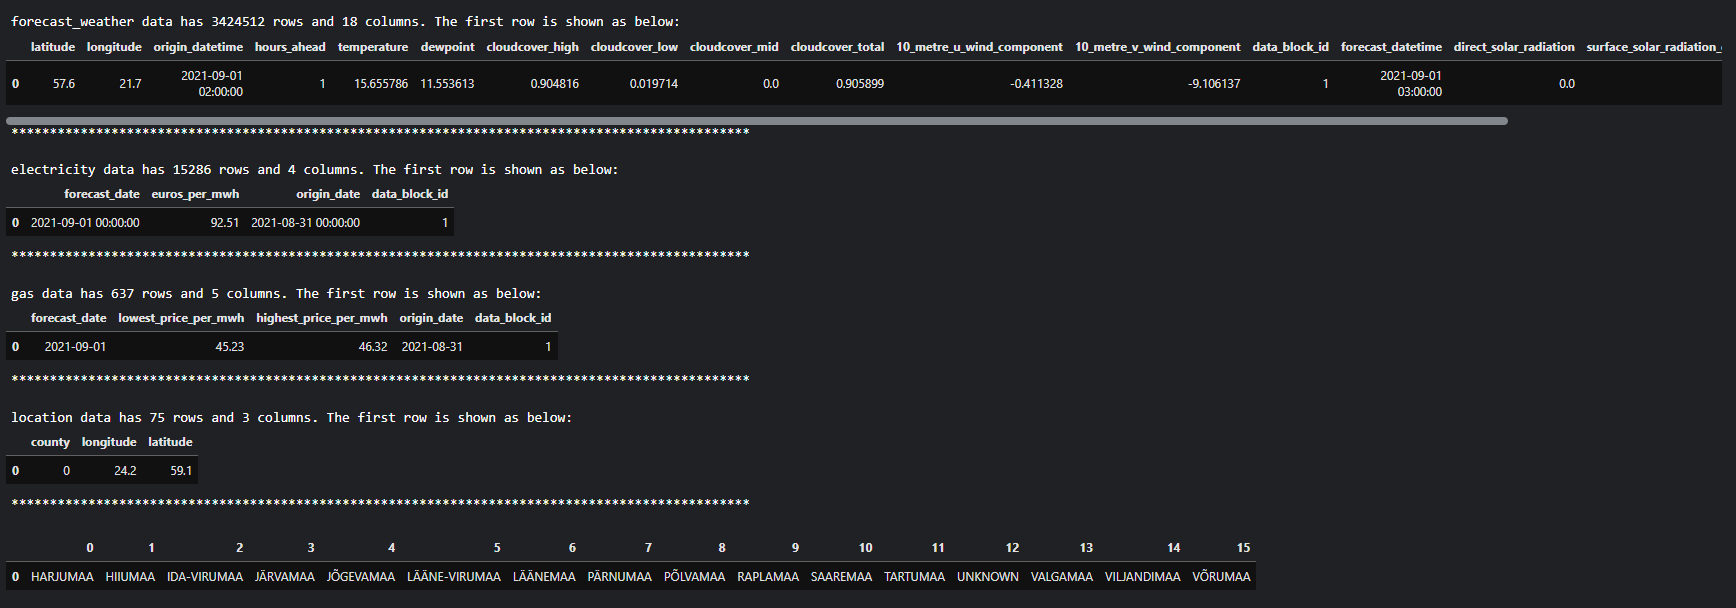 forecast_weather data has 3424512 rows and 18 columns. The first row is shown as below:
latitude longitude origin_datetime hours_ahead temperature dewpoint cloudcover_high cloudcover_low cloudcover_mid cloudcover_total 10_metre_u_wind_component 10_metre_v_wind_component data_block_id forecast_datetime direct_solar_radiation surface_solar_radiation_
0 57.6 21.7 2021-09-01 02:00:00 1 15.655786 11.553613 0.904816 0.019714 0.0 0.905899 -0.411328 -9.106137 1 2021-09-01 03:00:00 0.0
************************************************************************************************
electricity data has 15286 rows and 4 columns. The first row is shown as below:
forecast_date euros_per_mwh origin_date data_block_id
0 2021-09-01 00:00:00 92.51 2021-08-31 00:00:00 1
************************************************************************************************
gas data has 637 rows and 5 columns. The first row is shown as below:
forecast_date lowest_price_per_mwh highest_price_per_mwh origin_date data_block_id
0 2021-09-01 45.23 46.32 2021-08-31 1
************************************************************************************************
location data has 75 rows and 3 columns. The first row is shown as below:
county longitude latitude
0 0 24.2 59.1
************************************************************************************************
0 1 2 3 4 5 6 7 8 9 10 11 12 13 14 15
0 HARJUMAA HIIUMAA IDA-VIRUMAA JÄRVAMAA JÕGEVAMAA LÄÄNE-VIRUMAA LÄÄNEMAA PÄRNUMAA PÕLVAMAA RAPLAMAA SAAREMAA TARTUMAA UNKNOWN VALGAMAA VILJANDIMAA VÕRUMAA